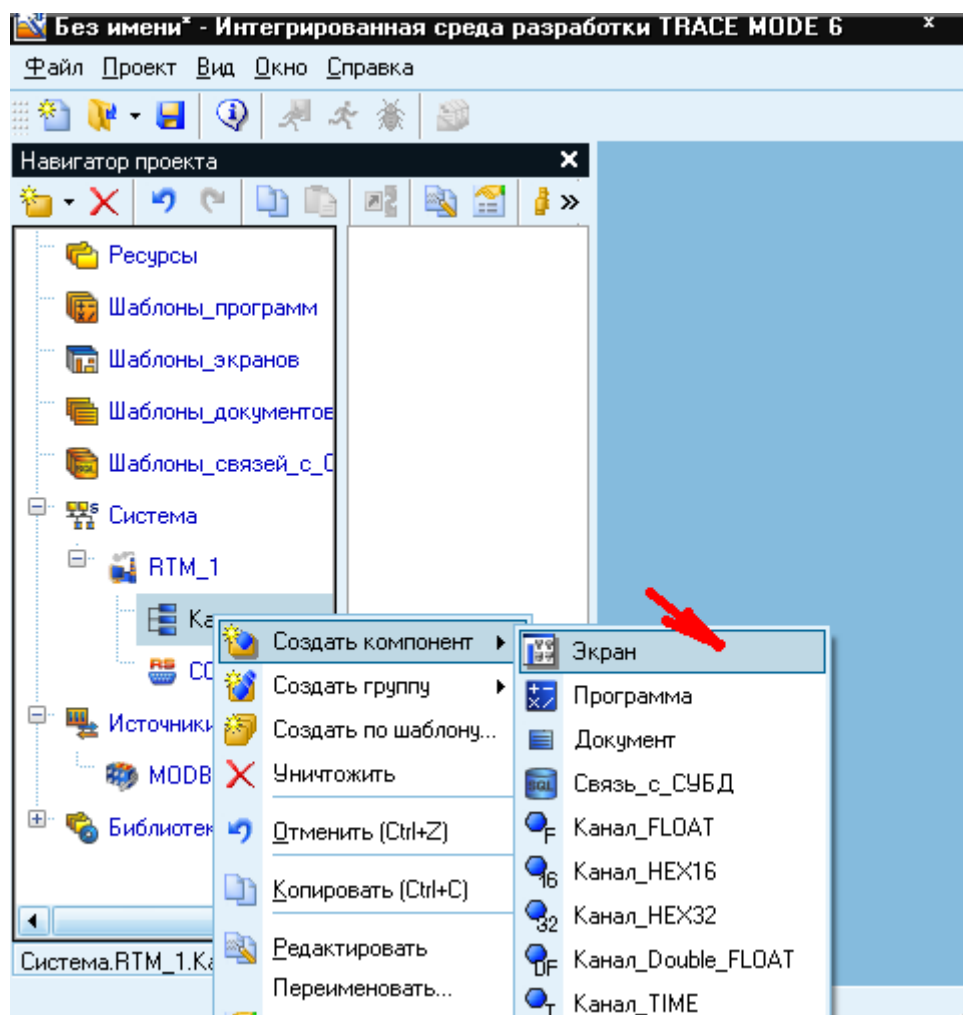 Без имени* - Интегрированная среда разработки TRACE MODE 6
Файл Проект Вид Окно Справка
Навигатор проекта
Ресурсы
Шаблоны_программ
Шаблоны_экранов
Шаблоны_документов
Шаблоны_связей_с_С
Система
RTM_1
Ка
Источники
MODB
Библиотек
Система.RTM_1.Ка
Создать компонент
Создать группу
Создать по шаблону...
Уничтожить
Отменить (Ctrl+Z)
Копировать (Ctrl+C)
Редактировать
Переименовать...
Экран
Программа
Документ
Связь_с_СУБД
Канал_FLOAT
Канал_HEX16
Канал_HEX32
Канал_Double_FLOAT
Канал_TIME